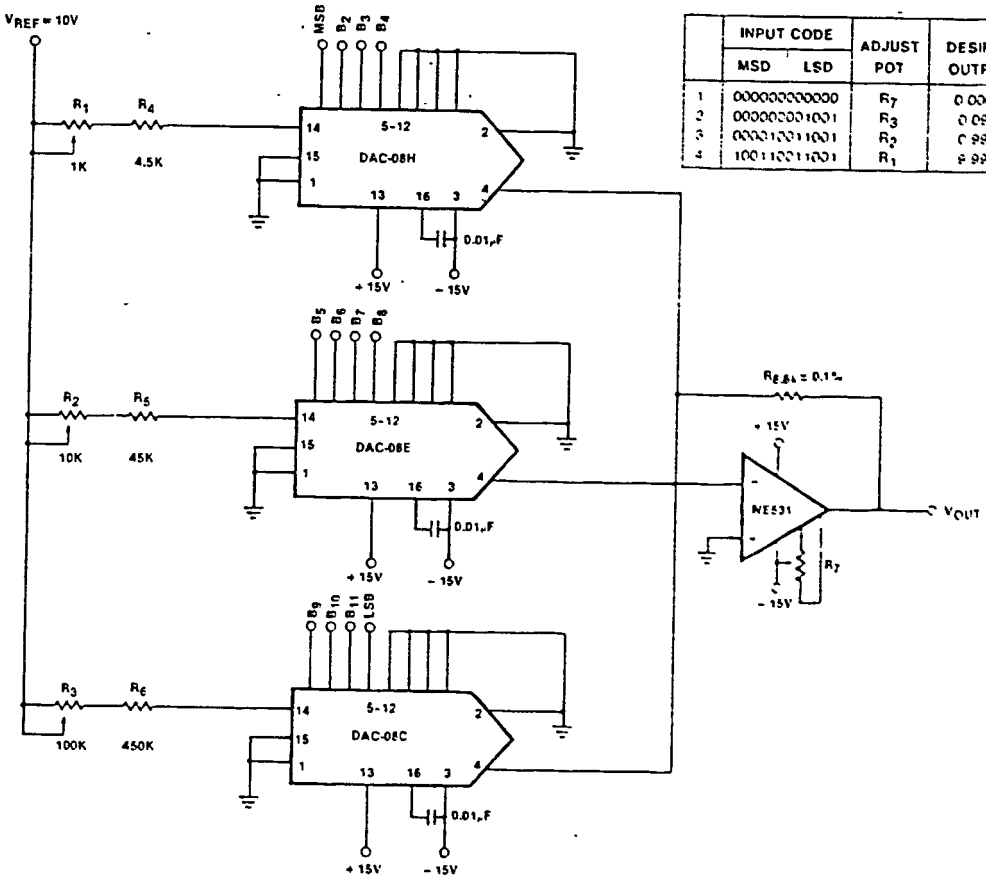 VREF = 10V
MSB B2 B3 B4
R1 R4
1K 4.5K
14 5-12 2
15 DAC-08H
1 4
13 16 3
0.01µF
+15V -15V
INPUT CODE ADJUST POT
MSD LSD
1 000000000000 R7
2 000000001001 R3
3 000010011001 R2
4 100110011001 R1
B5 B6 B7 B8
R2 R5
10K 45K
14 5-12 2
15 DAC-08E
1 4
13 16 3
0.01µF
+15V -15V
+15V
NE531
VOUT
R7
-15V
B9 B10 B11 LSB
R3 R6
100K 450K
14 5-12 2
15 DAC-08C
1 4
13 16 3
0.01µF
+15V -15V